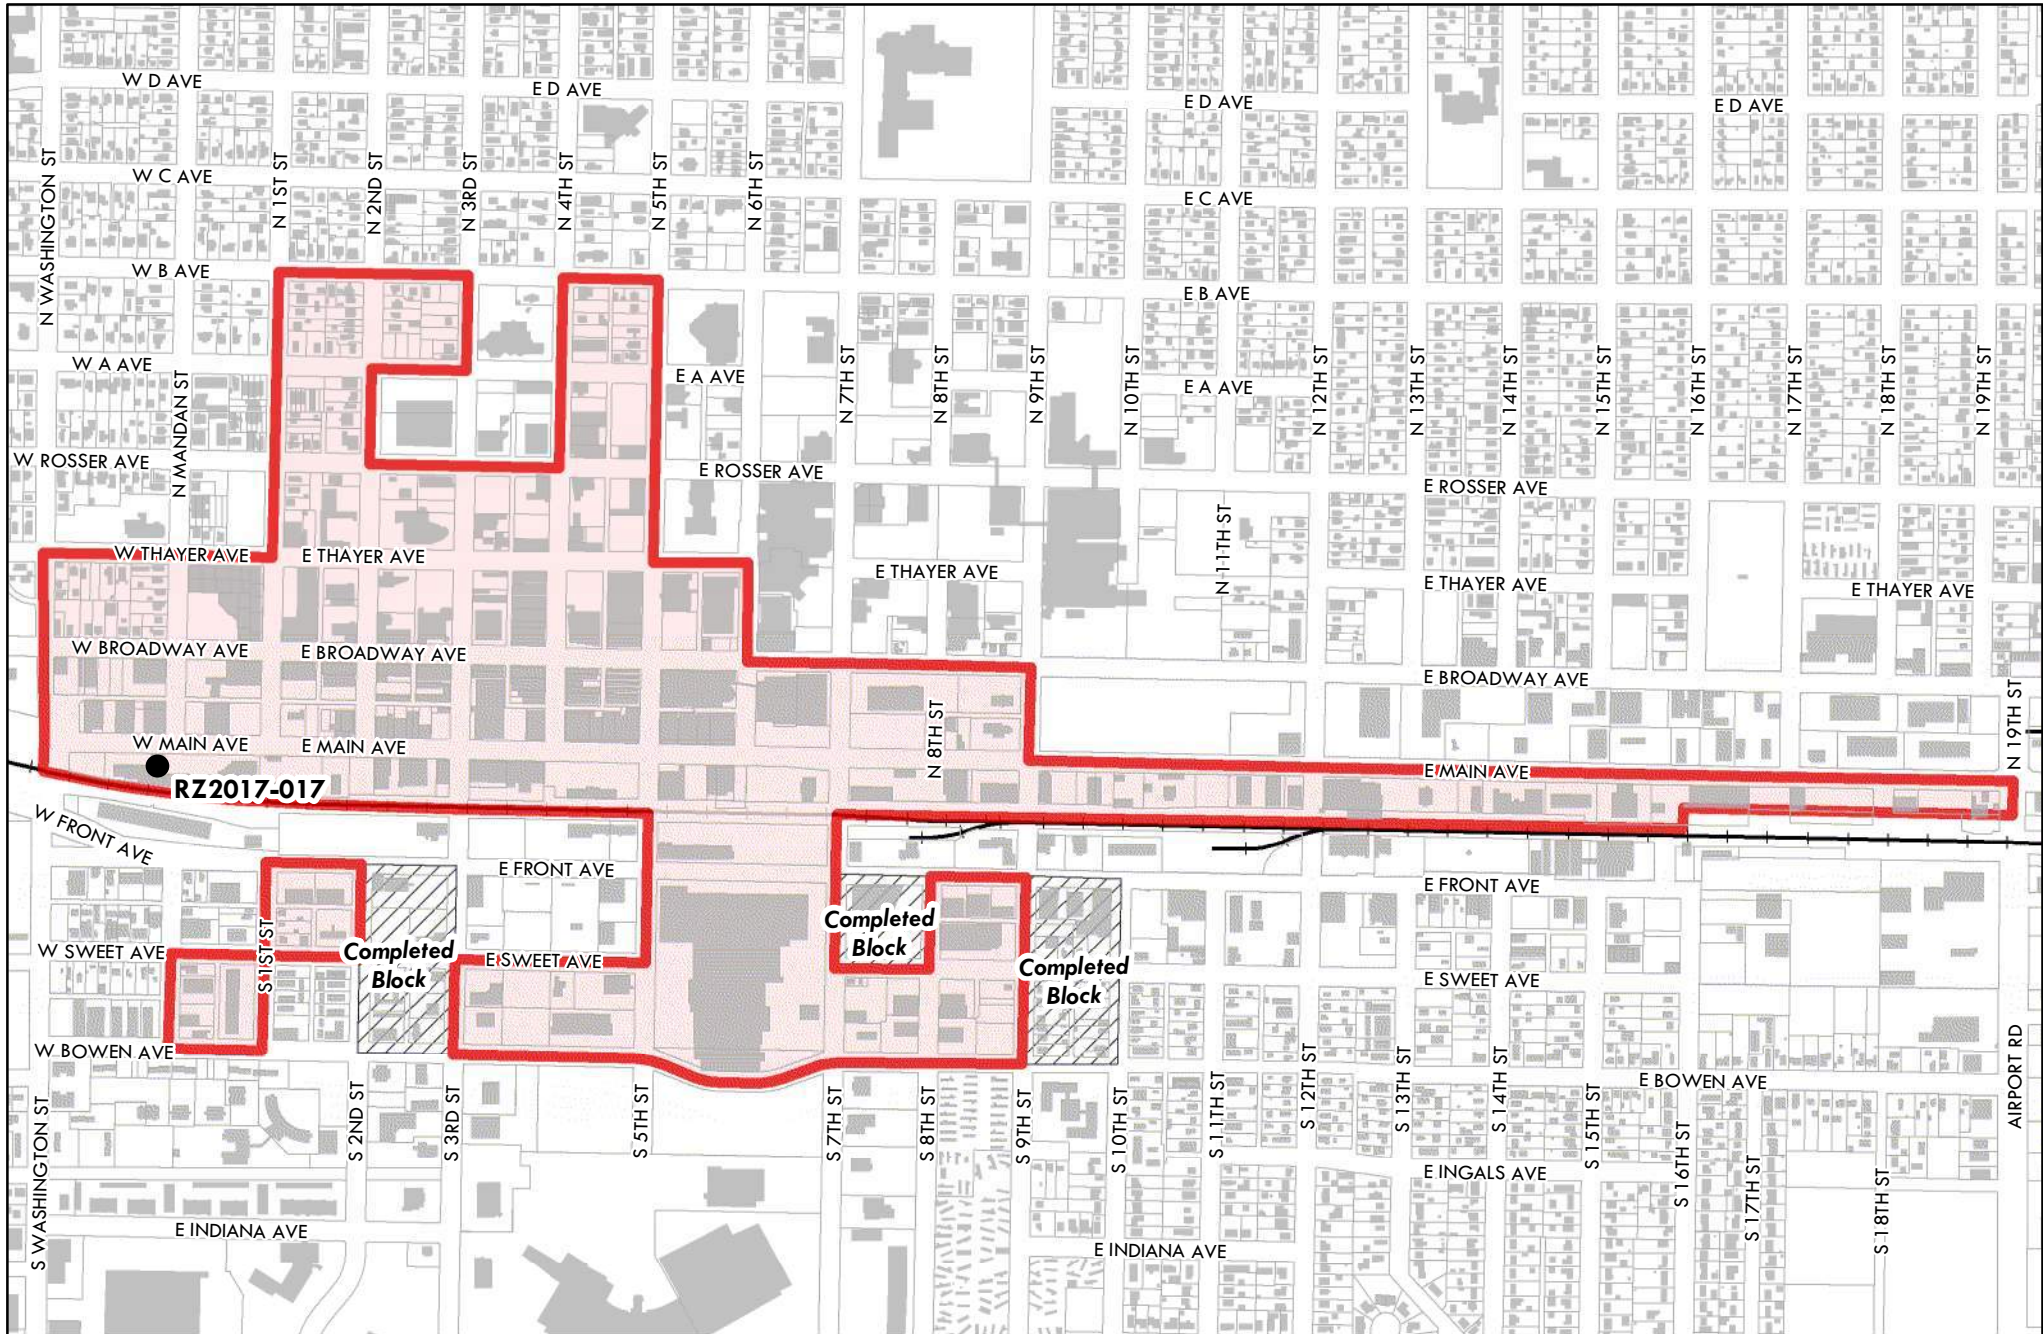 W D AVE
E D AVE
E D AVE
E D AVE
W C AVE
E C AVE
N WASHINGTON ST
N 1ST ST
N 2ND ST
N 3RD ST
N 4TH ST
N 5TH ST
N 6TH ST
W B AVE
E B AVE
W A AVE
E A AVE
E A AVE
N MANDAN ST
N 7TH ST
N 8TH ST
N 9TH ST
N 10TH ST
N 12TH ST
N 13TH ST
N 14TH ST
N 15TH ST
N 16TH ST
N 17TH ST
N 18TH ST
N 19TH ST
W ROSSER AVE
E ROSSER AVE
E ROSSER AVE
N 11TH ST
W THAYER AVE
E THAYER AVE
E THAYER AVE
E THAYER AVE
E THAYER AVE
W BROADWAY AVE
E BROADWAY AVE
E BROADWAY AVE
N 8TH ST
N 19TH ST
W MAIN AVE
E MAIN AVE
E MAIN AVE
RZ2017-017
W FRONT AVE
E FRONT AVE
E FRONT AVE
Completed
Block
Completed
Block
Completed
Block
S 1ST ST
W SWEET AVE
E SWEET AVE
E SWEET AVE
W BOWEN AVE
E BOWEN AVE
AIRPORT RD
S WASHINGTON ST
S 2ND ST
S 3RD ST
S 5TH ST
S 7TH ST
S 8TH ST
S 9TH ST
S 10TH ST
S 11TH ST
S 12TH ST
S 13TH ST
S 14TH ST
S 15TH ST
S 16TH ST
S 17TH ST
S 18TH ST
E INGALS AVE
E INDIANA AVE
E INDIANA AVE